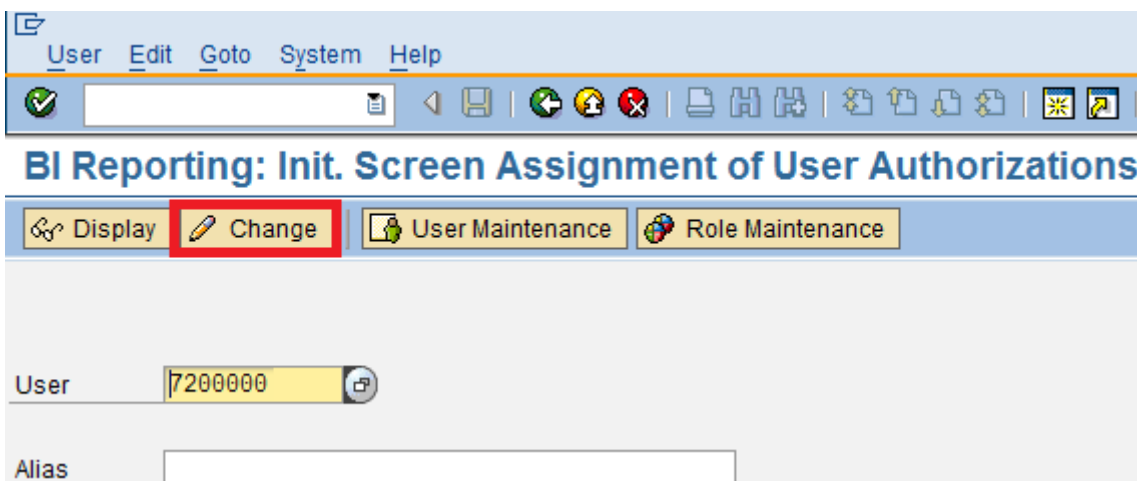 User Edit Goto System Help
BI Reporting: Init. Screen Assignment of User Authorizations
Display Change User Maintenance Role Maintenance
User 7200000
Alias